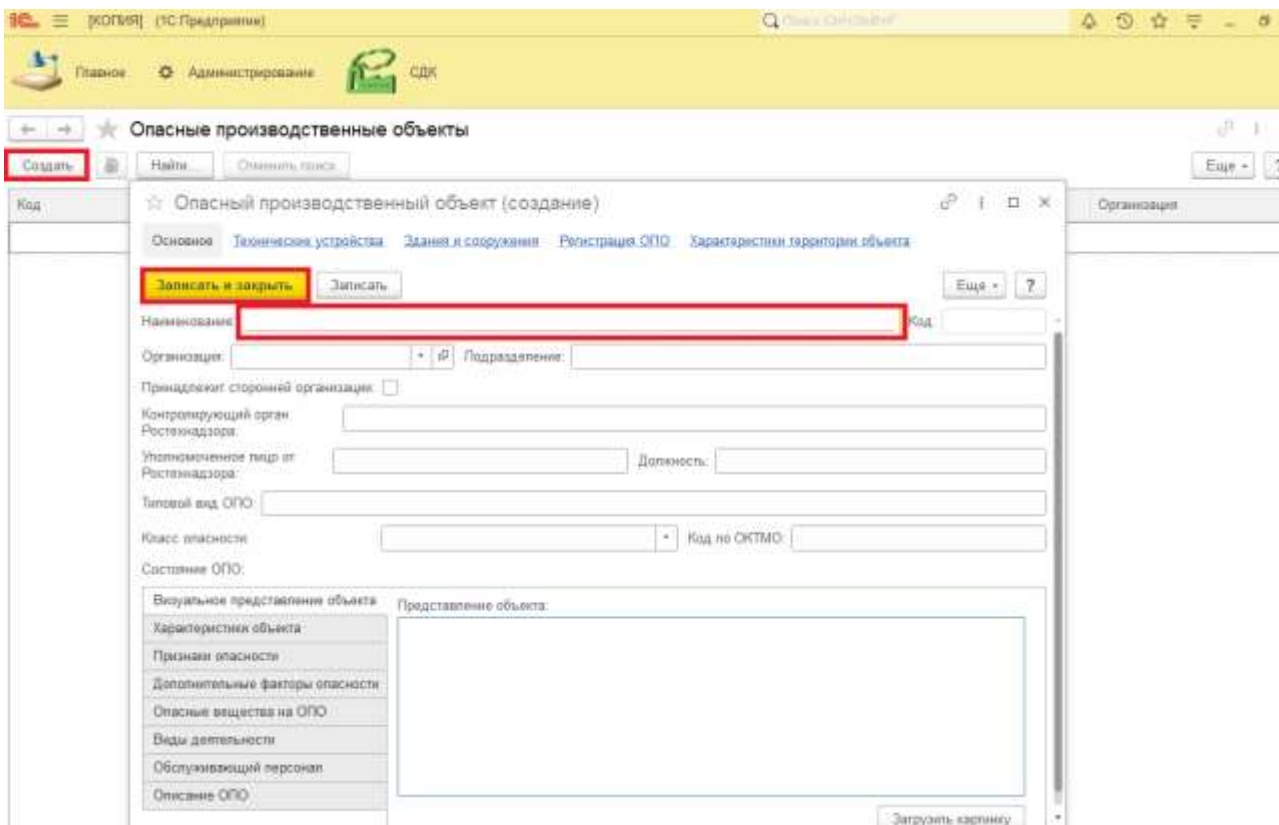 1С [КОПИЯ] (1С:Предприятие) Поиск Ctrl+Shift+F
Главное Администрирование СДК
Опасные производственные объекты
Создать Найти... Отменить поиск Еще
Код Организация
Опасный производственный объект (создание)
Основное Технические устройства Здания и сооружения Регистрация ОПО Характеристики территории объекта
Записать и закрыть Записать Еще ?
Наименование: Код:
Организация: Подразделение:
Принадлежит сторонней организации:
Контролирующий орган
Ростехнадзора:
Уполномоченное лицо от
Ростехнадзора: Должность:
Типовой вид ОПО:
Класс опасности: Код по ОКТМО:
Состояние ОПО:
Визуальное представление объекта Представление объекта:
Характеристики объекта
Признаки опасности
Дополнительные факторы опасности
Опасные вещества на ОПО
Виды деятельности
Обслуживающий персонал
Описание ОПО
Загрузить картинку